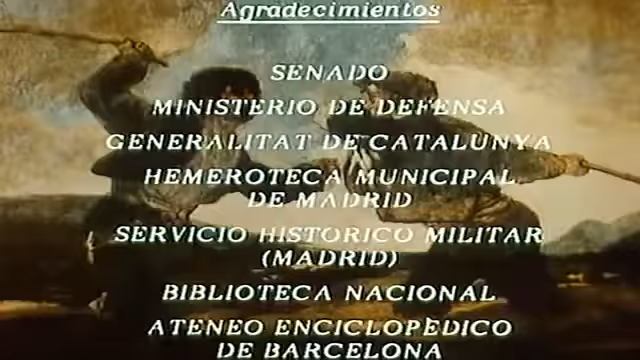 Agradecimientos
SENADO
MINISTERIO DE DEFENSA
GENERALITAT DE CATALUNYA
HEMEROTECA MUNICIPAL
DE MADRID
SERVICIO HISTORICO MILITAR
(MADRID)
BIBLIOTECA NACIONAL
ATENEO ENCICLOPÈDICO
DE BARCELONA